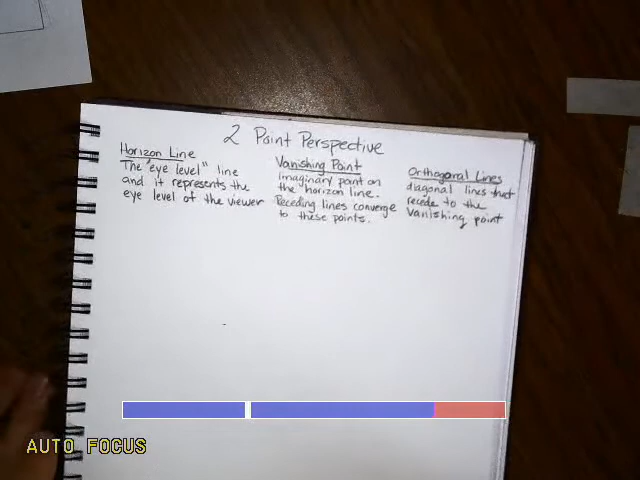 2 Point Perspective
Horizon Line
The "eye level" line
and it represents the
eye level of the viewer
Vanishing Point
imaginary point on
the horizon line.
Receding lines converge
to these points.
Orthogonal Lines
diagonal lines that
recede to the
vanishing point
AUTO FOCUS